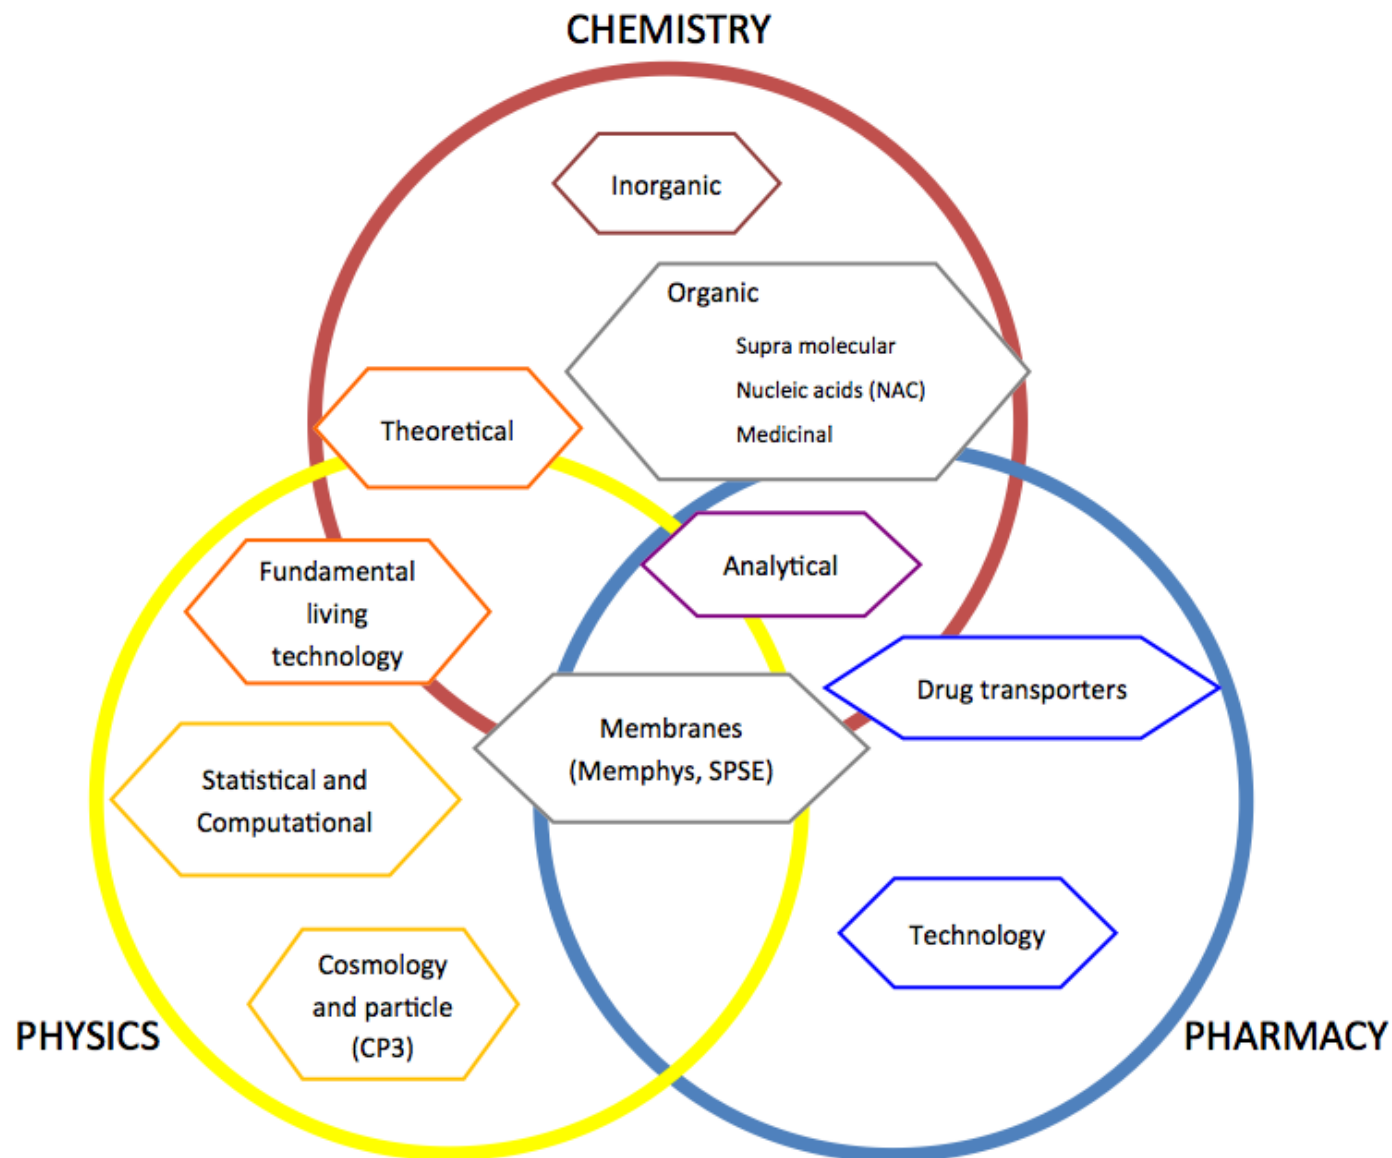 CHEMISTRY
Inorganic
Organic
Supra molecular
Nucleic acids (NAC)
Medicinal
Theoretical
Analytical
Fundamental
living
technology
Drug transporters
Membranes
(Memphys, SPSE)
Statistical and
Computational
Technology
Cosmology
and particle
(CP3)
PHYSICS
PHARMACY